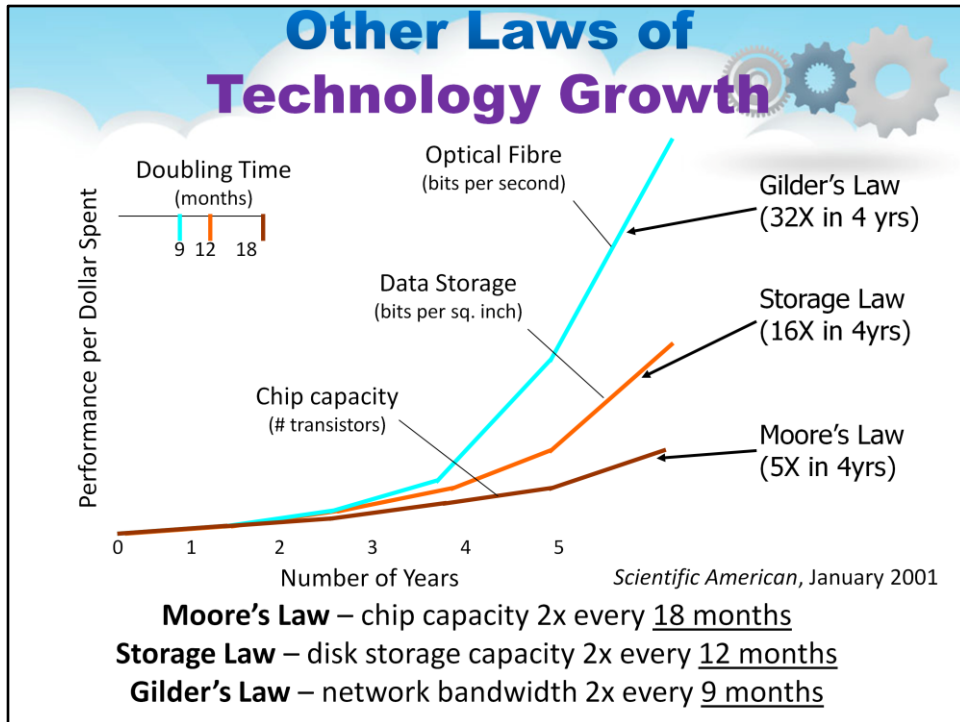 Other Laws of
Technology Growth
Doubling Time
(months)
9 12 18
Performance per Dollar Spent
Optical Fibre
(bits per second)
Gilder's Law
(32X in 4 yrs)
Data Storage
(bits per sq. inch)
Storage Law
(16X in 4yrs)
Chip capacity
(# transistors)
Moore's Law
(5X in 4yrs)
0 1 2 3 4 5
Number of Years
Scientific American, January 2001
Moore's Law – chip capacity 2x every 18 months
Storage Law – disk storage capacity 2x every 12 months
Gilder's Law – network bandwidth 2x every 9 months